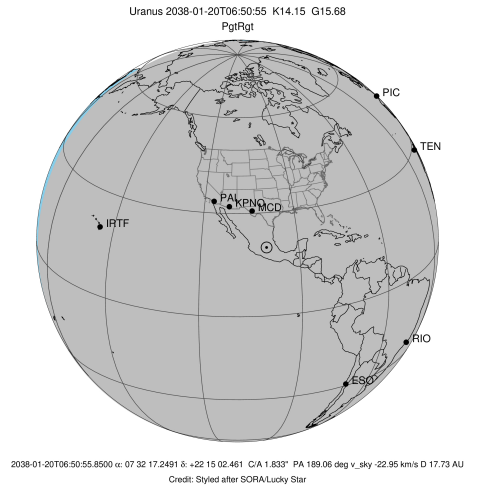 Uranus 2038-01-20T06:50:55 K14.15 G15.68
PgtRgt
PIC
TEN
PAL
KPNO
MCD
IRTF
RIO
ESO
2038-01-20T06:50:55.8500 α: 07 32 17.2491 δ: +22 15 02.461 C/A 1.833" PA 189.06 deg v_sky -22.95 km/s D 17.73 AU
Credit: Styled after SORA/Lucky Star